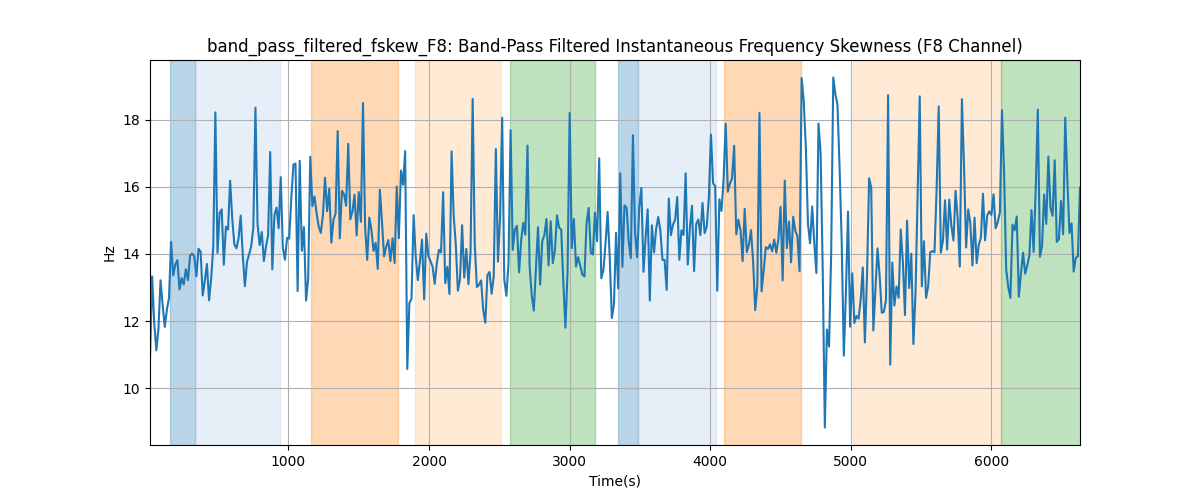 band_pass_filtered_fskew_F8: Band-Pass Filtered Instantaneous Frequency Skewness (F8 Channel)
18
16
14
12
10
Hz
1000 2000 3000 4000 5000 6000
Time(s)